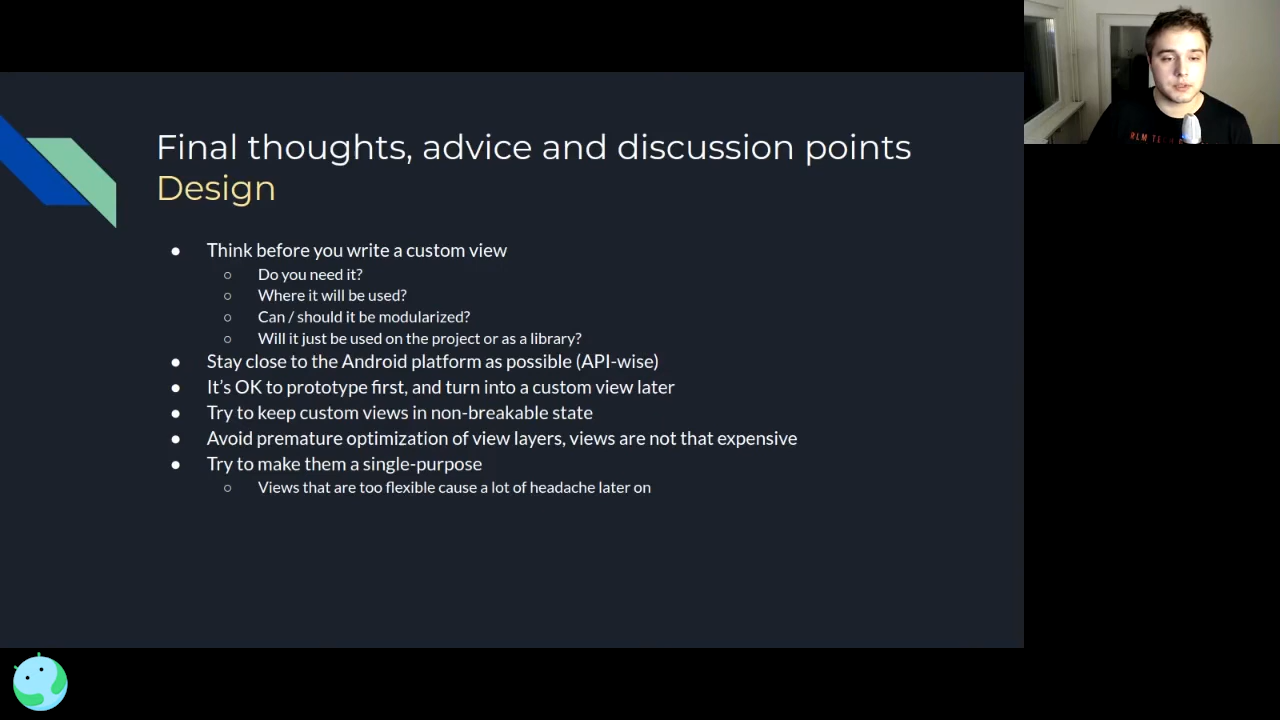 Final thoughts, advice and discussion points
Design
● Think before you write a custom view
○ Do you need it?
○ Where it will be used?
○ Can / should it be modularized?
○ Will it just be used on the project or as a library?
● Stay close to the Android platform as possible (API-wise)
● It's OK to prototype first, and turn into a custom view later
● Try to keep custom views in non-breakable state
● Avoid premature optimization of view layers, views are not that expensive
● Try to make them a single-purpose
○ Views that are too flexible cause a lot of headache later on